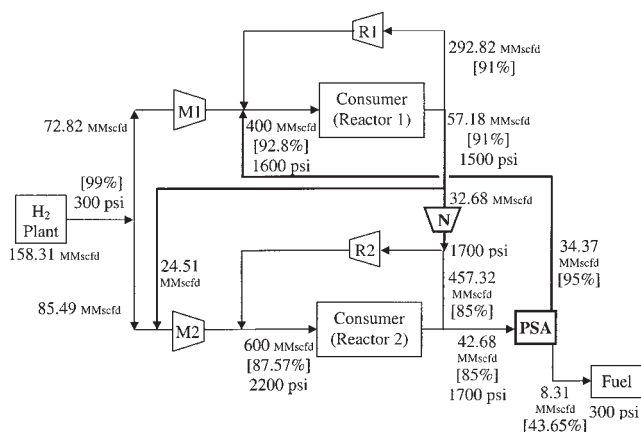 R1
292.82 MMscfd
[91%]
M1
Consumer
(Reactor 1)
72.82 MMscfd
400 MMscfd
[92.8%]
1600 psi
57.18 MMscfd
[91%]
1500 psi
[99%]
300 psi
H2
Plant
158.31 MMscfd
32.68 MMscfd
N
24.51
MMscfd
R2
1700 psi
34.37
MMscfd
[95%]
457.32
MMscfd
[85%]
85.49 MMscfd
M2
Consumer
(Reactor 2)
PSA
600 MMscfd
[87.57%]
2200 psi
42.68
MMscfd
[85%]
1700 psi
8.31
MMscfd
[43.65%]
Fuel
300 psi